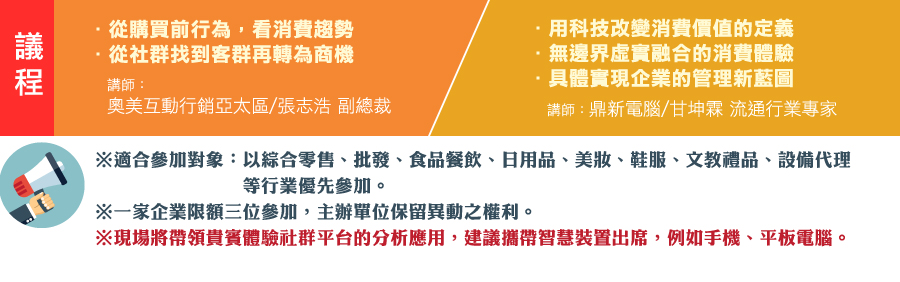 議程
· 從購買前行為，看消費趨勢
· 從社群找到客群再轉為商機
講師：
奧美互動行銷亞太區/張志浩 副總裁
· 用科技改變消費價值的定義
· 無邊界虛實融合的消費體驗
· 具體實現企業的管理新藍圖
講師：鼎新電腦/甘坤霖 流通行業專家
※適合參加對象：以綜合零售、批發、食品餐飲、日用品、美妝、鞋服、文教禮品、設備代理
等行業優先參加。
※一家企業限額三位參加，主辦單位保留異動之權利。
※現場將帶領貴賓體驗社群平台的分析應用，建議攜帶智慧裝置出席，例如手機、平板電腦。